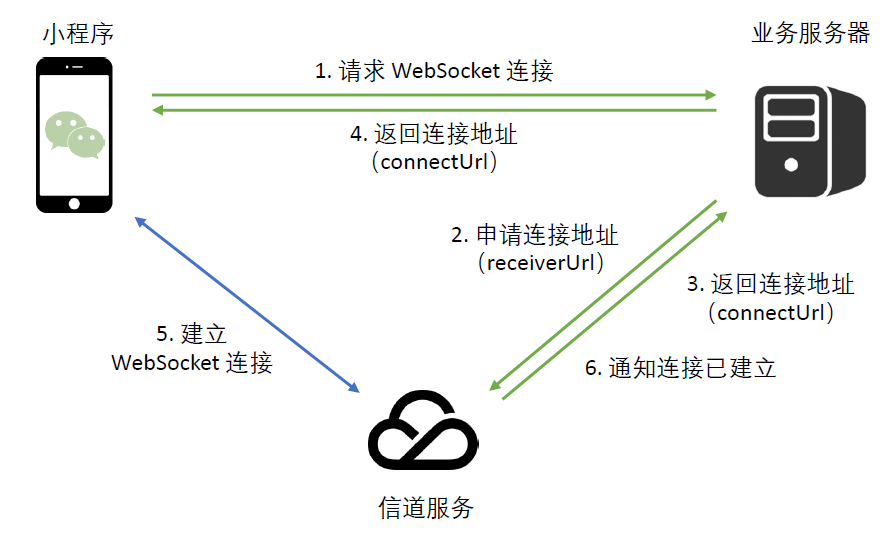 小程序
业务服务器
1. 请求 WebSocket 连接
4. 返回连接地址
（connectUrl）
2. 申请连接地址
（receiverUrl）
3. 返回连接地址
（connectUrl）
5. 建立
WebSocket 连接
6. 通知连接已建立
信道服务